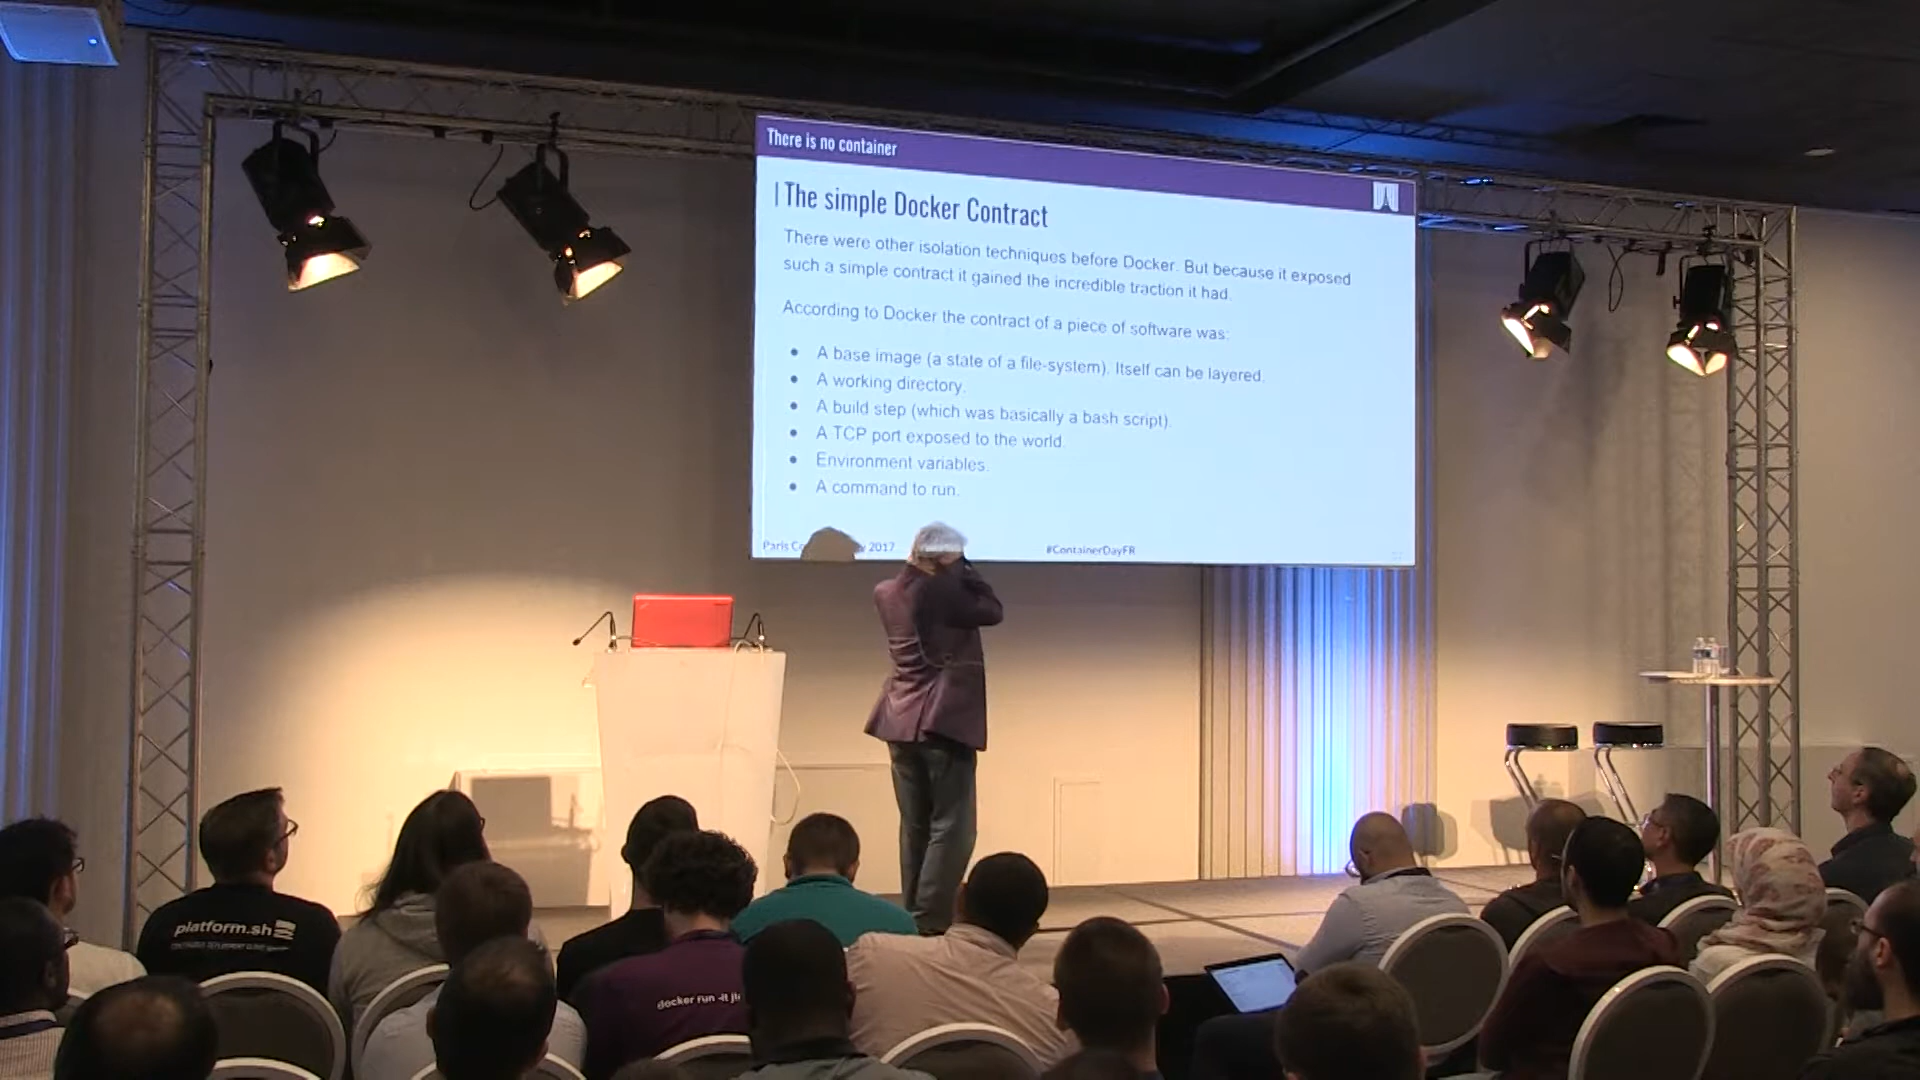 There is no container
The simple Docker Contract
There were other isolation techniques before Docker. But because it exposed
such a simple contract it gained the incredible traction it had.
According to Docker the contract of a piece of software was:
● A base image (a state of a file-system). Itself can be layered.
● A working directory.
● A build step (which was basically a bash script).
● A TCP port exposed to the world.
● Environment variables.
● A command to run.
Paris 2017
#ContainerDayFR
platform.sh
docker run -it